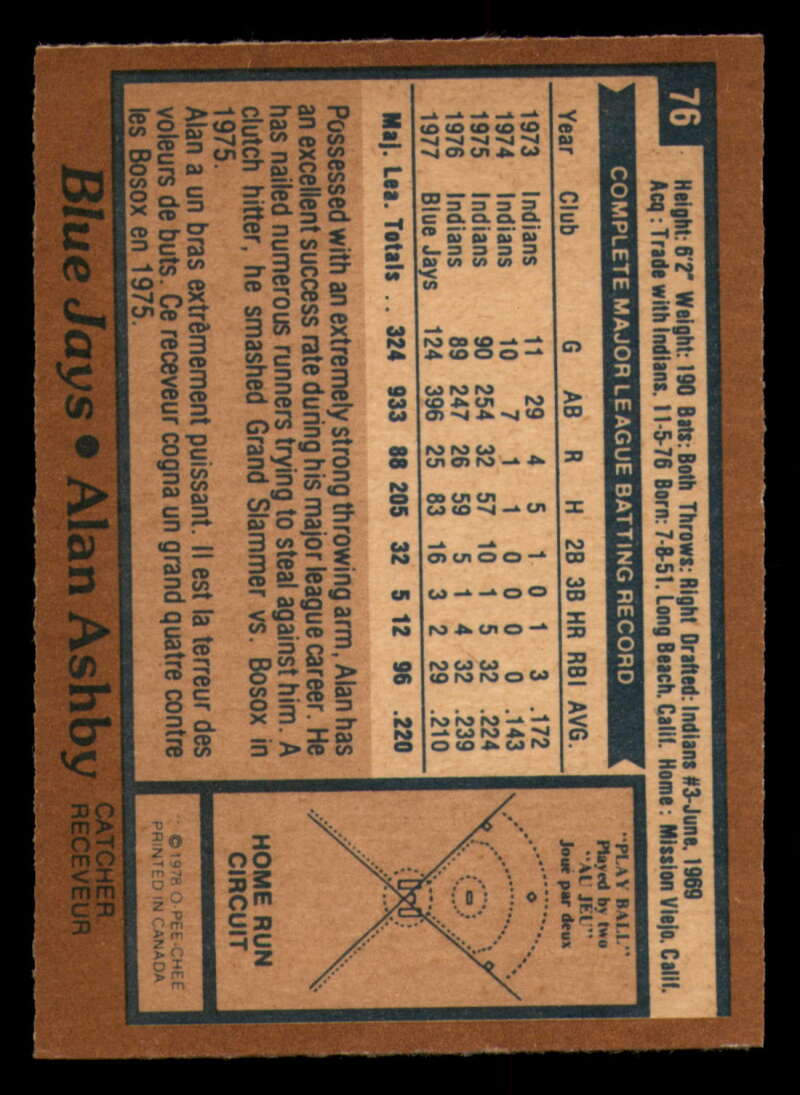 76
Height: 6'2" Weight: 190 Bats: Both Throws: Right Drafted: Indians #3-June, 1969
Acq: Trade with Indians, 11-5-76 Born: 7-8-51, Long Beach, Calif. Home: Mission Viejo, Calif.
COMPLETE MAJOR LEAGUE BATTING RECORD
Year Club G AB R H 2B 3B HR RBI AVG.
1973 Indians 11 29 4 5 1 0 1 3 .172
1974 Indians 10 7 1 1 0 0 0 0 .143
1975 Indians 90 254 32 57 10 1 5 32 .224
1976 Indians 89 247 26 59 5 1 4 32 .239
1977 Blue Jays 124 396 25 83 16 3 2 29 .210
Maj. Lea. Totals .. 324 933 88 205 32 5 12 96 .220
Possessed with an extremely strong throwing arm, Alan has
an excellent success rate during his major league career. He
has nailed numerous runners trying to steal against him. A
clutch hitter, he smashed Grand Slammer vs. Bosox in
1975.
Alan a un bras extrêmement puissant. Il est la terreur des
voleurs de buts. Ce receveur cogna un grand quatre contre
les Bosox en 1975.
"PLAY BALL"
Played by two
"AU JEU"
Joué par deux
HOME RUN
CIRCUIT
© 1978 O-PEE-CHEE
PRINTED IN CANADA
Blue Jays • Alan Ashby
CATCHER
RECEVEUR